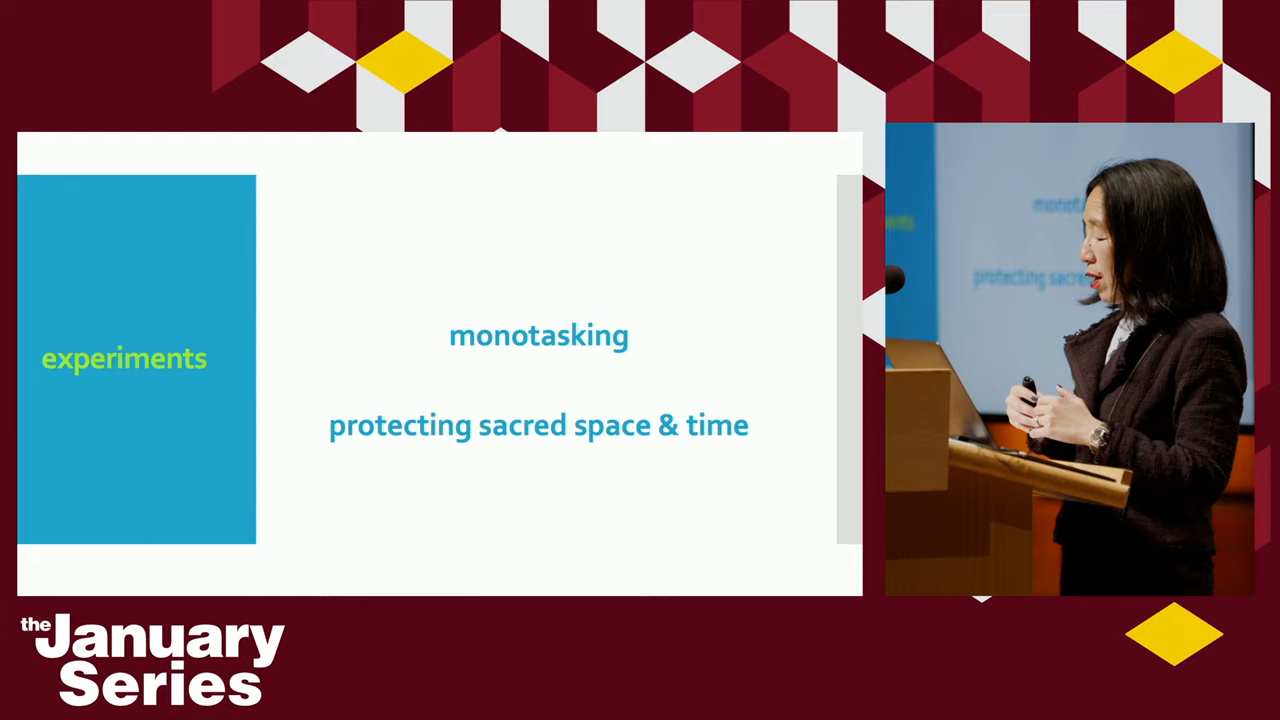 experiments
monotasking
protecting sacred space & time
the
January
Series